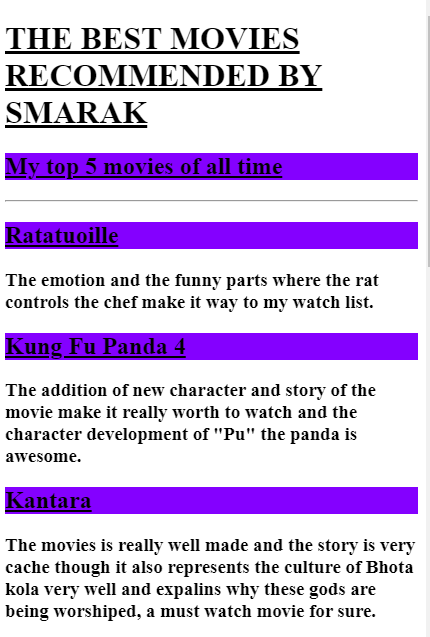 THE BEST MOVIES
RECOMMENDED BY
SMARAK
My top 5 movies of all time
Ratatuoille
The emotion and the funny parts where the rat
controls the chef make it way to my watch list.
Kung Fu Panda 4
The addition of new character and story of the
movie make it really worth to watch and the
character development of "Pu" the panda is
awesome.
Kantara
The movies is really well made and the story is very
cache though it also represents the culture of Bhota
kola very well and expalins why these gods are
being worshiped, a must watch movie for sure.